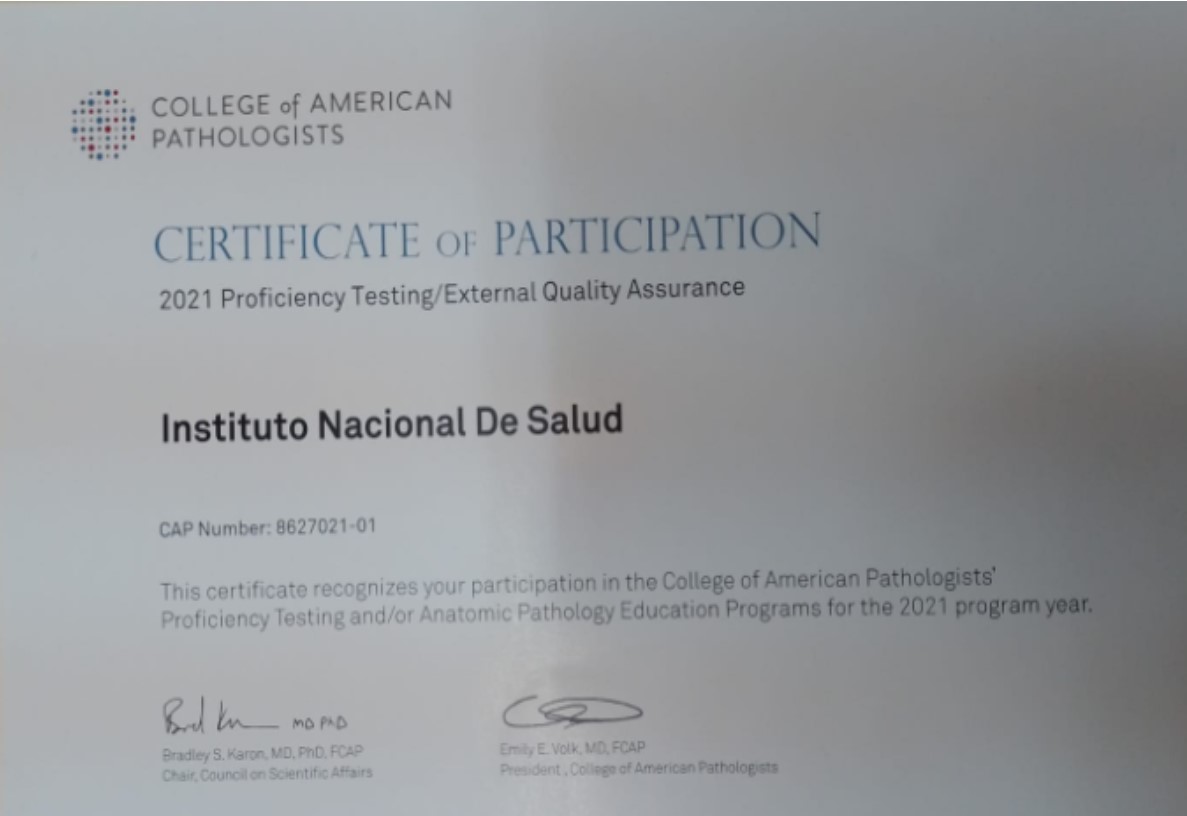 COLLEGE of AMERICAN
PATHOLOGISTS
CERTIFICATE OF PARTICIPATION
2021 Proficiency Testing/External Quality Assurance
Instituto Nacional De Salud
CAP Number: 8627021-01
This certificate recognizes your participation in the College of American Pathologists'
Proficiency Testing and/or Anatomic Pathology Education Programs for the 2021 program year.
MD PhD
Bradley S. Karon, MD, PhD, FCAP
Chair, Council on Scientific Affairs
Emily E. Volk, MD, FCAP
President , College of American Pathologists